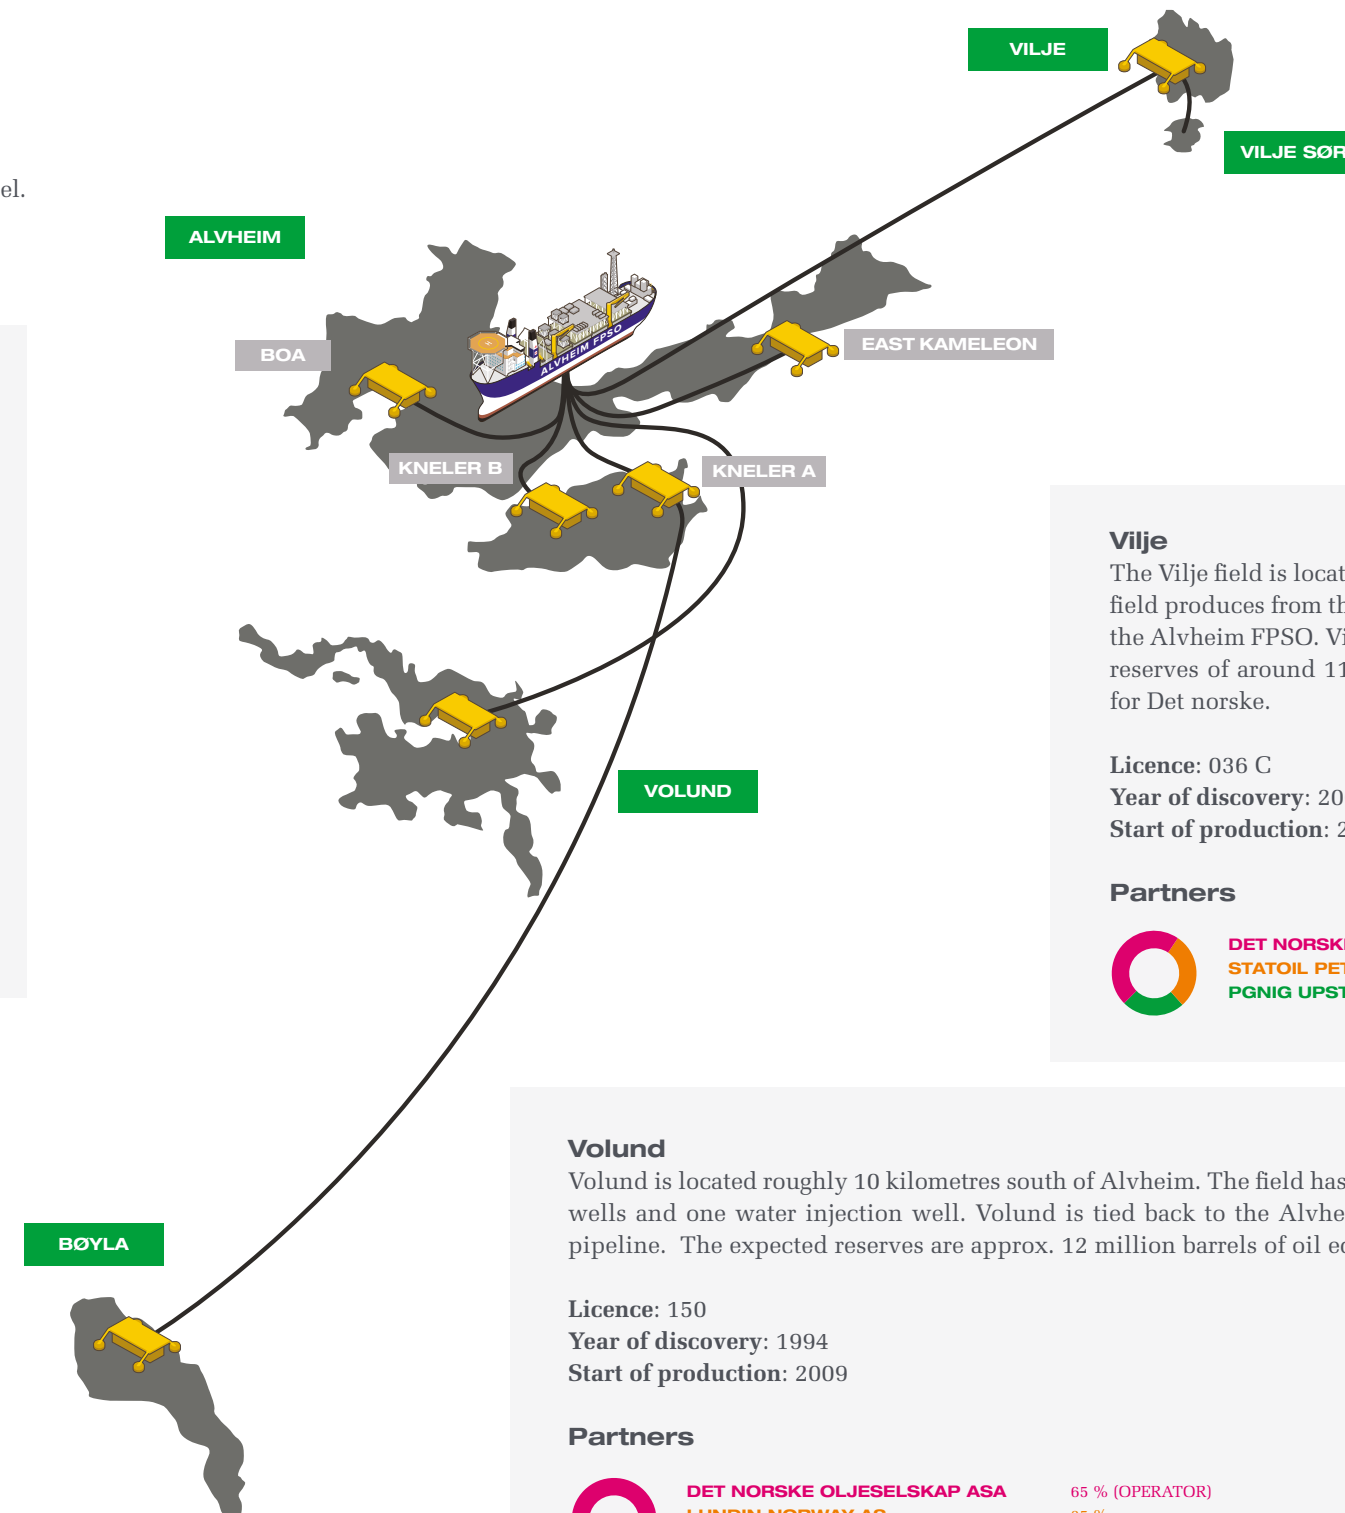 VILJE
VILJE SØR
el.
ALVHEIM
ALVHEIM FPSO
BOA
EAST KAMELEON
KNELER B
KNELER A
VOLUND
BØYLA
Vilje
The Vilje field is locat
field produces from th
the Alvheim FPSO. Vi
reserves of around 11
for Det norske.
Licence: 036 C
Year of discovery: 20
Start of production: 2
Partners
DET NORSK
STATOIL PET
PGNIG UPST
Volund
Volund is located roughly 10 kilometres south of Alvheim. The field has
wells and one water injection well. Volund is tied back to the Alvhe
pipeline. The expected reserves are approx. 12 million barrels of oil e
Licence: 150
Year of discovery: 1994
Start of production: 2009
Partners
DET NORSKE OLJESELSKAP ASA 65 % (OPERATOR)
LUNDIN NORWAY AS 35 %